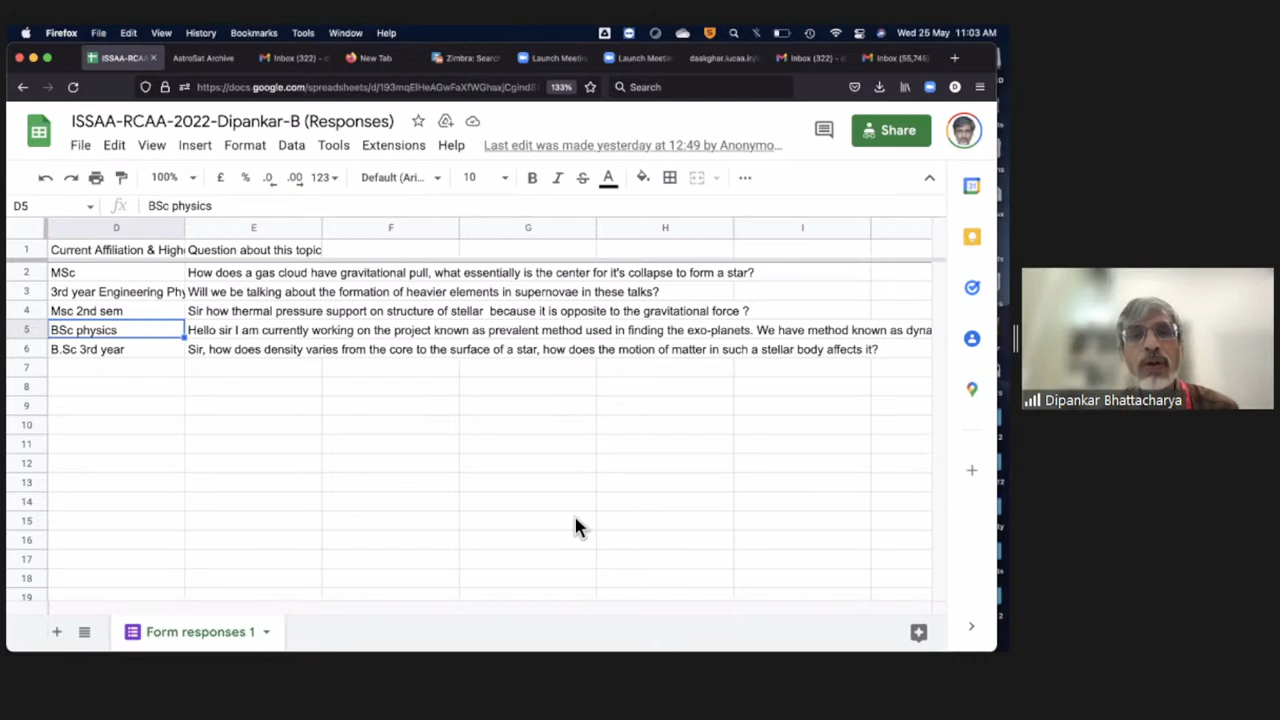 Firefox File Edit View History Bookmarks Tools Window Help Wed 25 May 11:03 AM
ISSAA-RCAA AstroSat Archive Inbox (322) – New Tab Zimbra: Search Launch Meeting Launch Meeting daakghar.iucaa.in/ Inbox (322) – Inbox (55,745
133% Search
ISSAA-RCAA-2022-Dipankar-B (Responses)
Share
File Edit View Insert Format Data Tools Extensions Help Last edit was made yesterday at 12:49 by Anonymo...
100% £ % .0 .00 123 Default (Ari... 10 B I S A
D5 fx BSc physics
D E F G H I
1 Current Affiliation & High Question about this topic
2 MSc How does a gas cloud have gravitational pull, what essentially is the center for it's collapse to form a star?
3 3rd year Engineering Phy Will we be talking about the formation of heavier elements in supernovae in these talks?
4 Msc 2nd sem Sir how thermal pressure support on structure of stellar because it is opposite to the gravitational force ?
5 BSc physics Hello sir I am currently working on the project known as prevalent method used in finding the exo-planets. We have method known as dyna
6 B.Sc 3rd year Sir, how does density varies from the core to the surface of a star, how does the motion of matter in such a stellar body affects it?
7
8
9
10
11
12
13
14
15
16
17
18
19
Form responses 1
Dipankar Bhattacharya